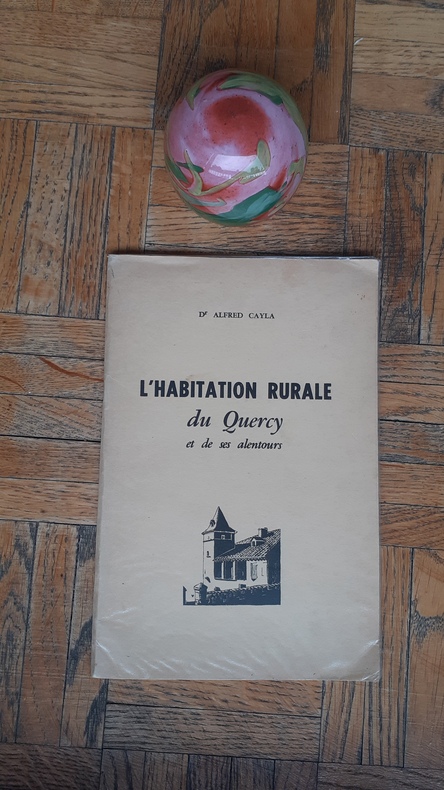 Dr ALFRED CAYLA
L'HABITATION RURALE
du Quercy
et de ses alentours